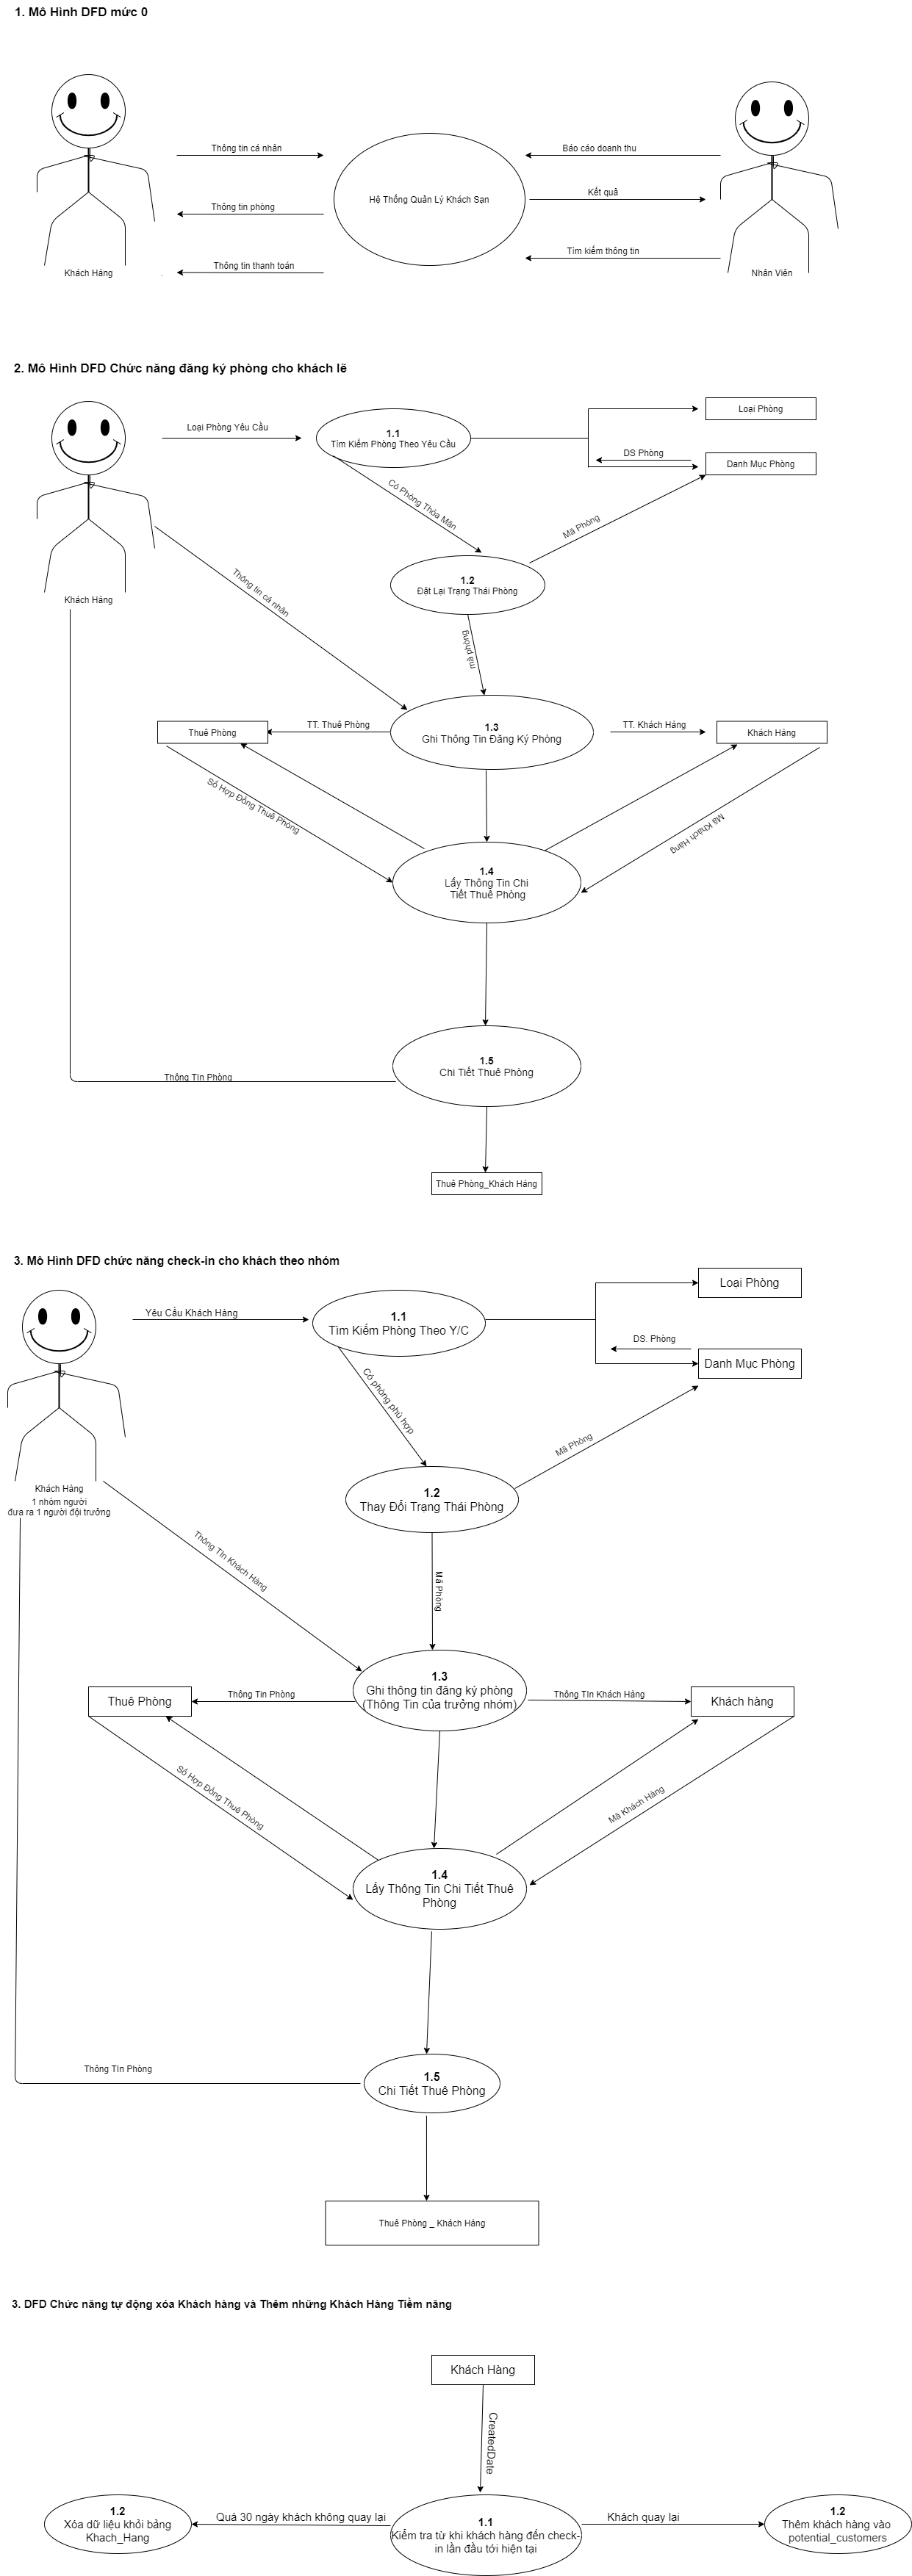 1. Mô Hình DFD mức 0
Thông tin cá nhân
Báo cáo doanh thu
Hệ Thống Quản Lý Khách Sạn
Kết quả
Thông tin phòng
Tìm kiếm thông tin
Thông tin thanh toán
Khách Hàng
Nhân Viên
2. Mô Hình DFD Chức năng đăng ký phòng cho khách lẽ
Loại Phòng Yêu Cầu
1.1
Tìm Kiếm Phòng Theo Yêu Cầu
Loại Phòng
DS Phòng
Danh Mục Phòng
Có Phòng Thỏa Mãn
Mã Phòng
1.2
Đặt Lại Trạng Thái Phòng
Khách Hàng
Thông tin cá nhân
mã phòng
Thuê Phòng
TT. Thuê Phòng
1.3
Ghi Thông Tin Đăng Ký Phòng
TT. Khách Hàng
Khách Hàng
Số Hợp Đồng Thuê Phòng
Mã Khách Hàng
1.4
Lấy Thông Tin Chi
Tiết Thuê Phòng
1.5
Chi Tiết Thuê Phòng
Thông Tin Phòng
Thuê Phòng_Khách Hàng
3. Mô Hình DFD chức năng check-in cho khách theo nhóm
Yêu Cầu Khách Hàng
1.1
Tìm Kiếm Phòng Theo Y/C
Loại Phòng
DS. Phòng
Danh Mục Phòng
Có phòng phù hợp
Mã Phòng
1.2
Thay Đổi Trạng Thái Phòng
Khách Hàng
1 nhóm người
đưa ra 1 người đội trưởng
Thông Tin Khách Hàng
Mã Phòng
Thuê Phòng
Thông Tin Phòng
1.3
Ghi thông tin đăng ký phòng
(Thông Tin của trưởng nhóm)
Thông Tin Khách Hàng
Khách hàng
Số Hợp Đồng Thuê Phòng
Mã Khách Hàng
1.4
Lấy Thông Tin Chi Tiết Thuê
Phòng
Thông Tin Phòng
1.5
Chi Tiết Thuê Phòng
Thuê Phòng _ Khách Hàng
3. DFD Chức năng tự động xóa Khách hàng và Thêm những Khách Hàng Tiềm năng
Khách Hàng
CreatedDate
1.2
Xóa dữ liệu khỏi bảng
Khach_Hang
Quá 30 ngày khách không quay lại
1.1
Kiểm tra từ khi khách hàng đến check-
in lần đầu tới hiện tại
Khách quay lại
1.2
Thêm khách hàng vào
potential_customers